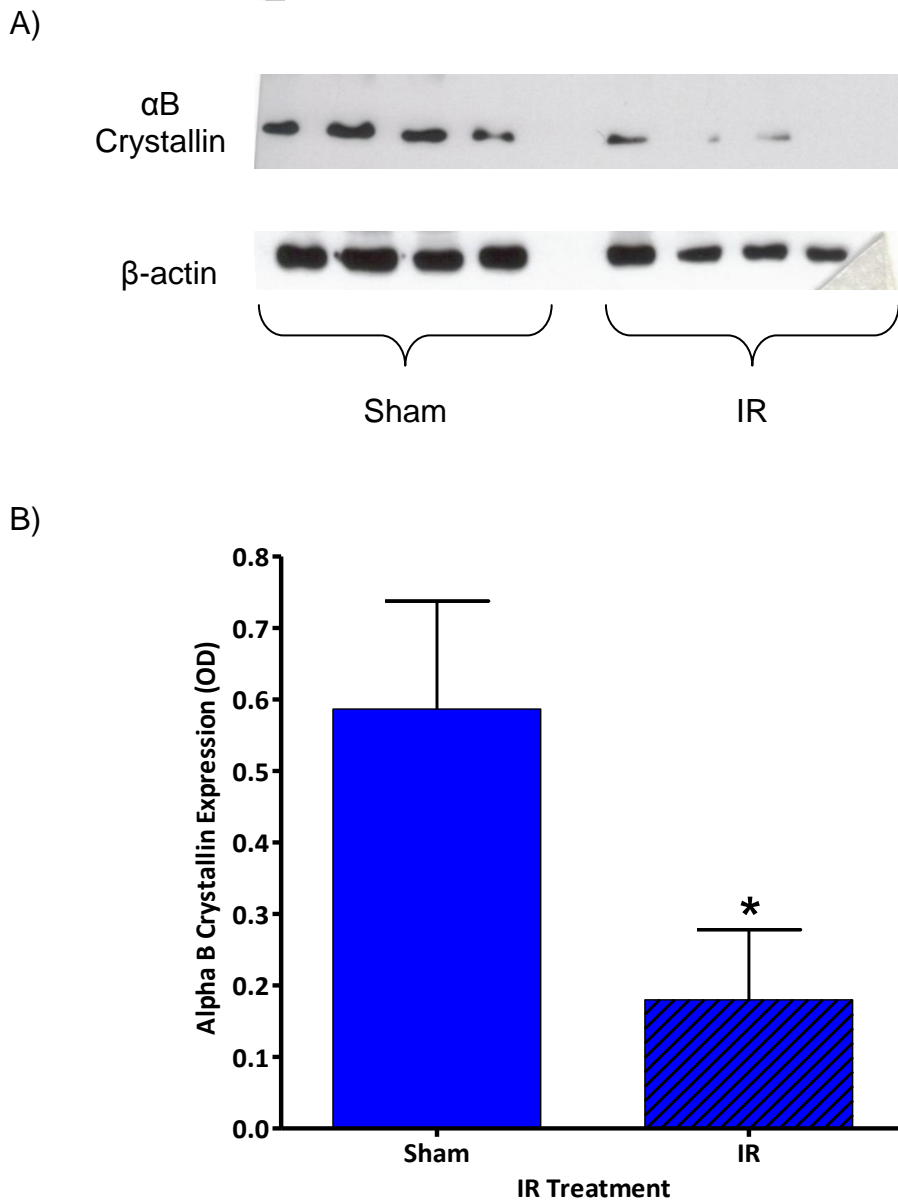 A)
αB
Crystallin
β-actin
Sham IR
B)
Alpha B Crystallin Expression (OD)
0.8
0.7
0.6
0.5
0.4
0.3
0.2
0.1
0.0
*
Sham IR
IR Treatment